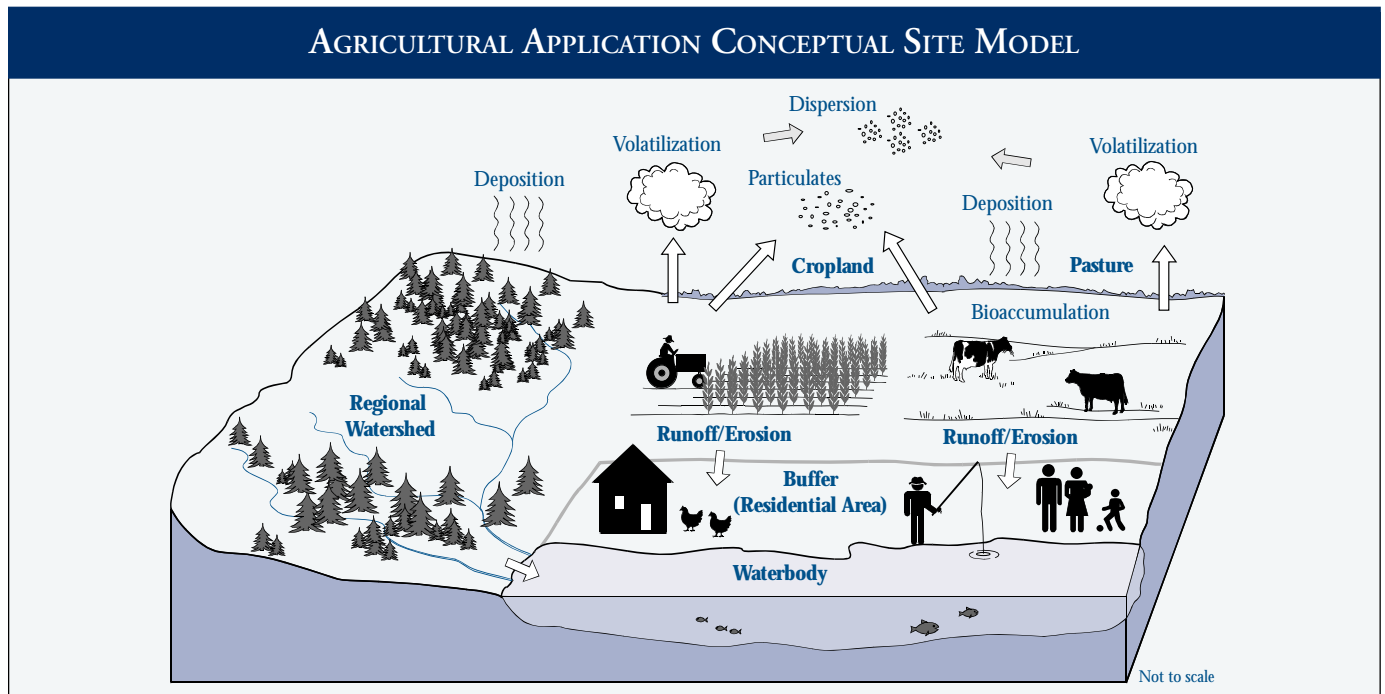 AGRICULTURAL APPLICATION CONCEPTUAL SITE MODEL
Dispersion
Volatilization
Volatilization
Deposition
Particulates
Deposition
Cropland
Pasture
Bioaccumulation
Regional
Watershed
Runoff/Erosion
Runoff/Erosion
Buffer
(Residential Area)
Waterbody
Not to scale